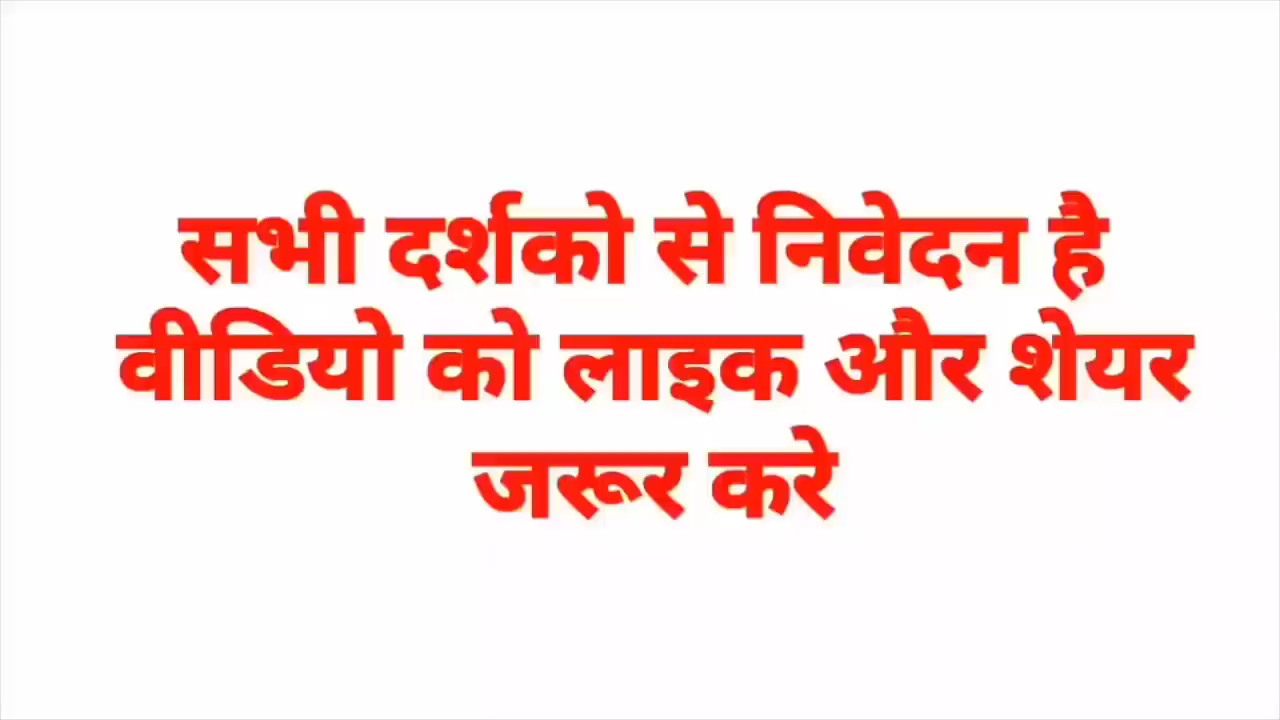 सभी दर्शको से निवेदन है
वीडियो को लाइक और शेयर
जरूर करे